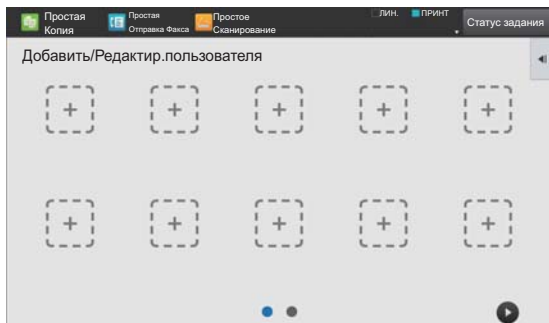 Простая
Копия
Простая
Отправка Факса
Простое
Сканирование
ЛИН.
ПРИНТ
Статус задания
Добавить/Редактир.пользователя